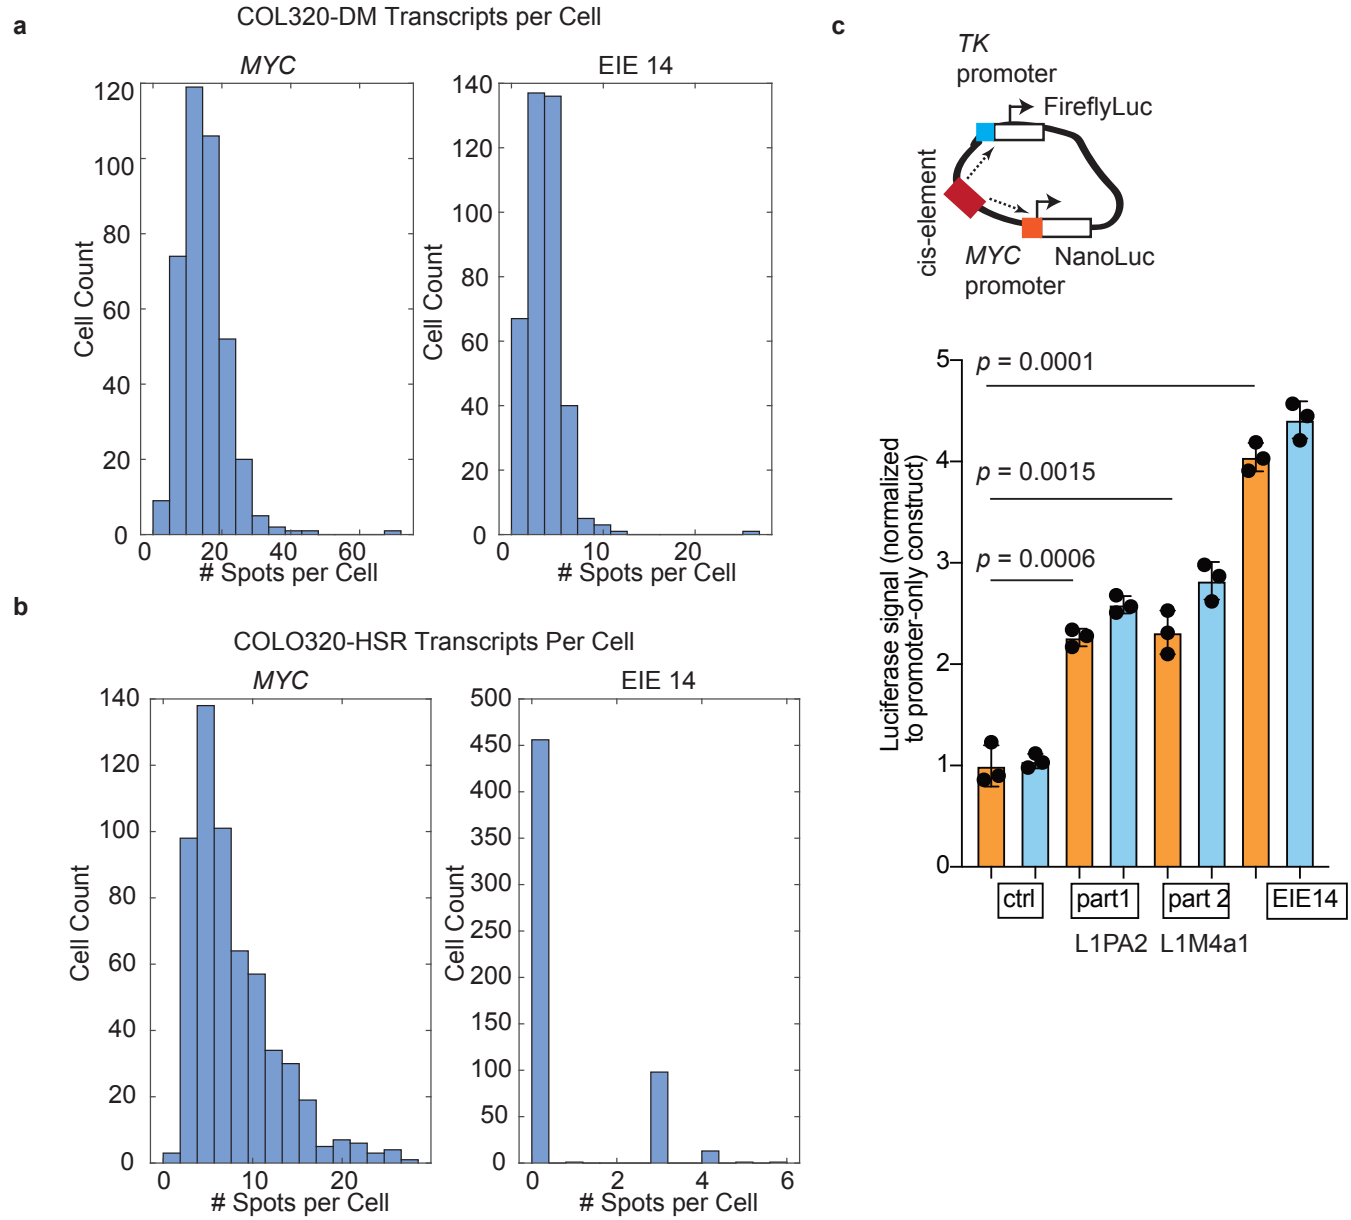 a
COL320-DM Transcripts per Cell
MYC
EIE 14
120
100
80
60
40
20
0
Cell Count
0 20 40 60
# Spots per Cell
140
120
100
80
60
40
20
0
Cell Count
0 10 20
# Spots per Cell
b
COLO320-HSR Transcripts Per Cell
MYC
EIE 14
140
120
100
80
60
40
20
0
Cell Count
0 10 20
# Spots per Cell
500
450
400
350
300
250
200
150
100
50
0
Cell Count
0 2 4 6
# Spots per Cell
c
TK
promoter
FireflyLuc
cis-element
MYC
promoter
NanoLuc
5
4
3
2
1
0
Luciferase signal (normalized
to promoter-only construct)
p = 0.0001
p = 0.0015
p = 0.0006
ctrl part1 part 2 EIE14
L1PA2 L1M4a1